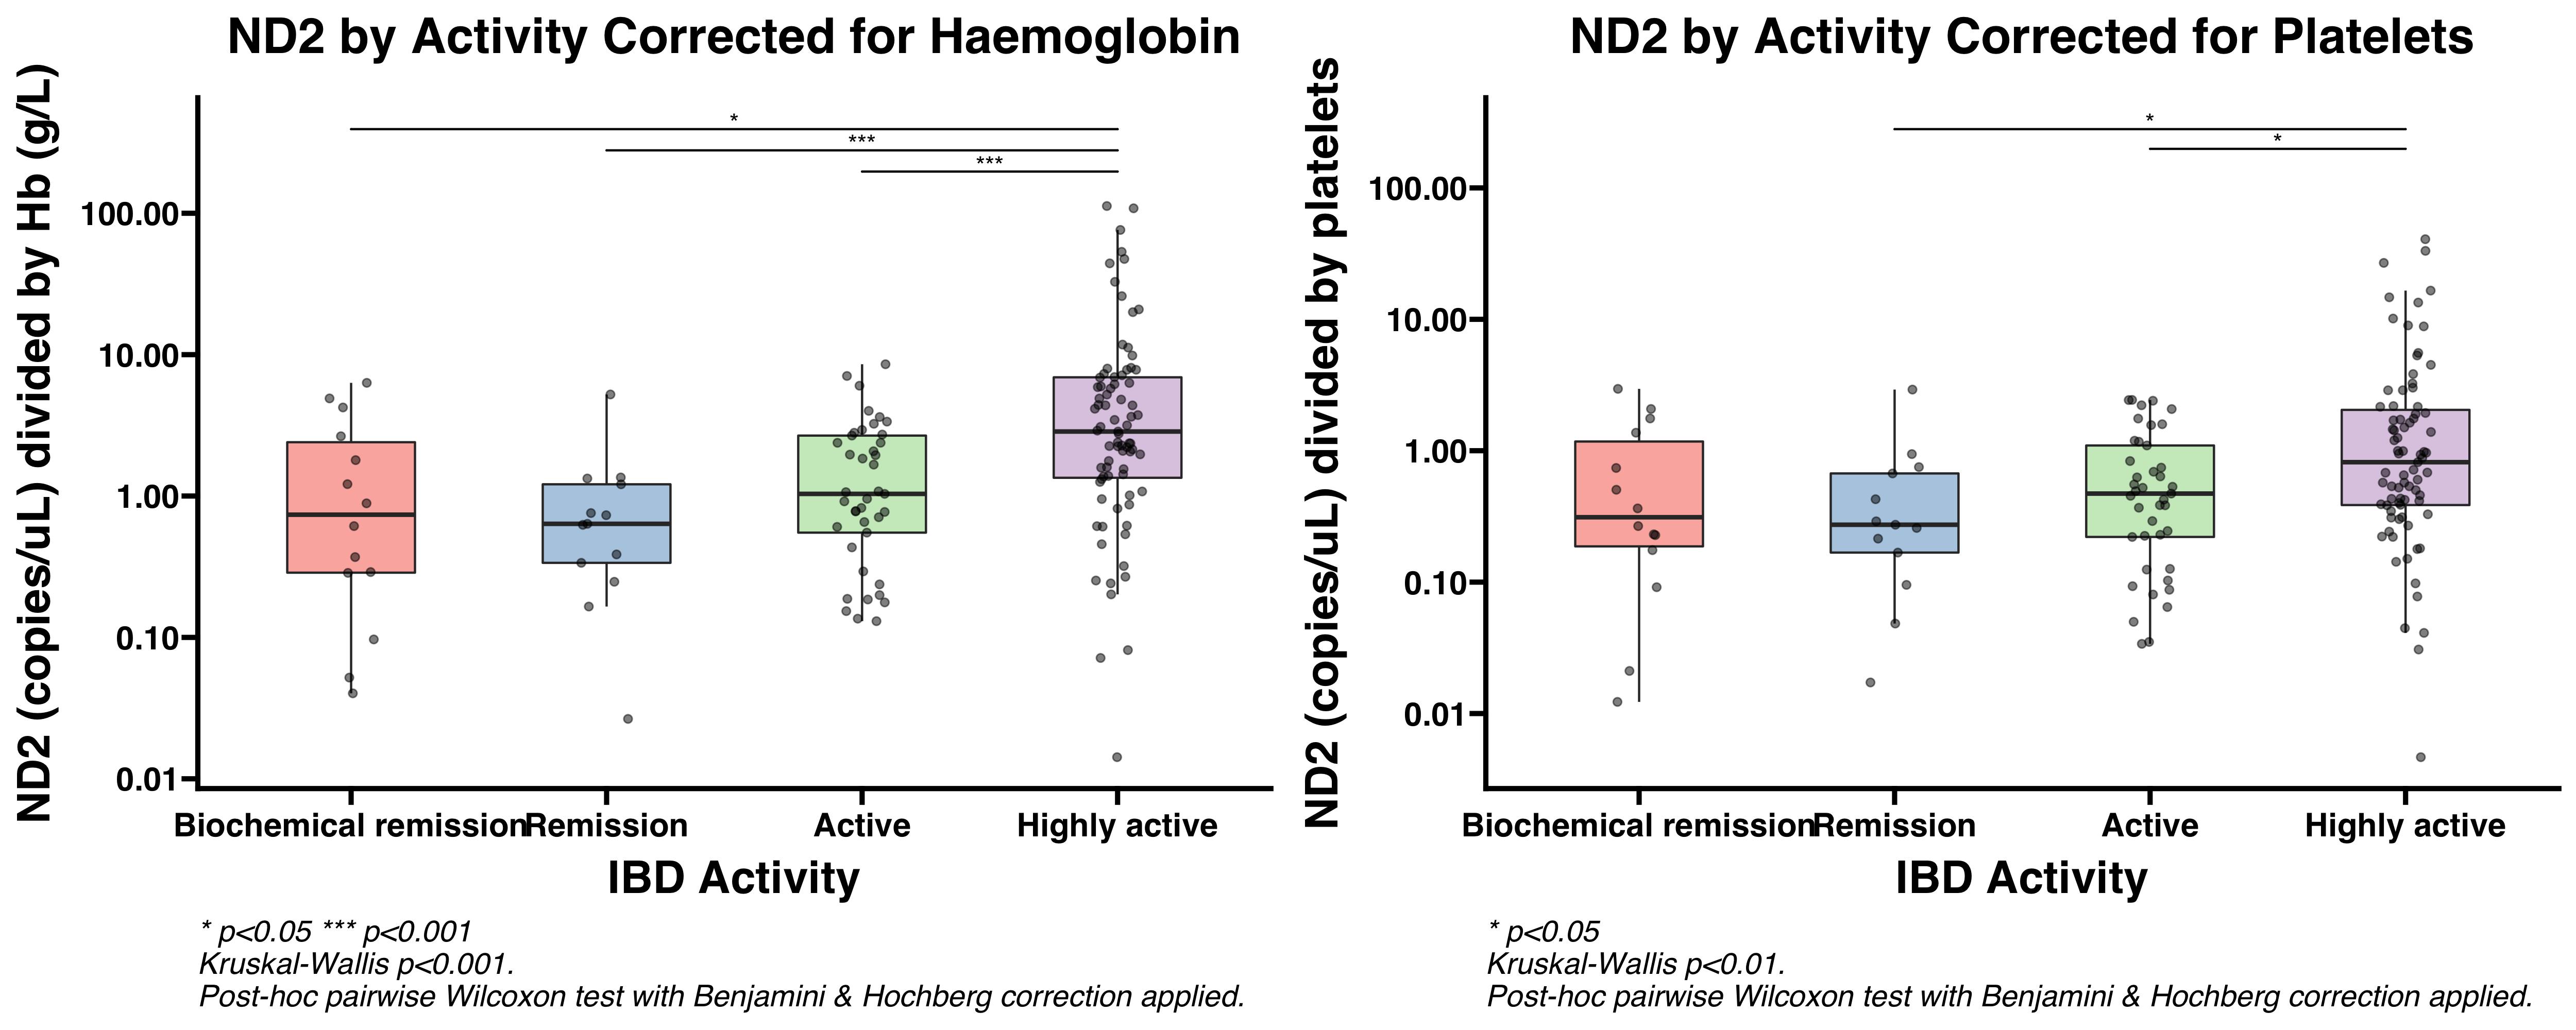 ND2 by Activity Corrected for Haemoglobin
ND2 (copies/uL) divided by Hb (g/L)
*
***
***
100.00
10.00
1.00
0.10
0.01
Biochemical remission
Remission
Active
Highly active
IBD Activity
* p<0.05 *** p<0.001
Kruskal-Wallis p<0.001.
Post-hoc pairwise Wilcoxon test with Benjamini & Hochberg correction applied.
ND2 by Activity Corrected for Platelets
ND2 (copies/uL) divided by platelets
*
*
100.00
10.00
1.00
0.10
0.01
Biochemical remission
Remission
Active
Highly active
IBD Activity
* p<0.05
Kruskal-Wallis p<0.01.
Post-hoc pairwise Wilcoxon test with Benjamini & Hochberg correction applied.